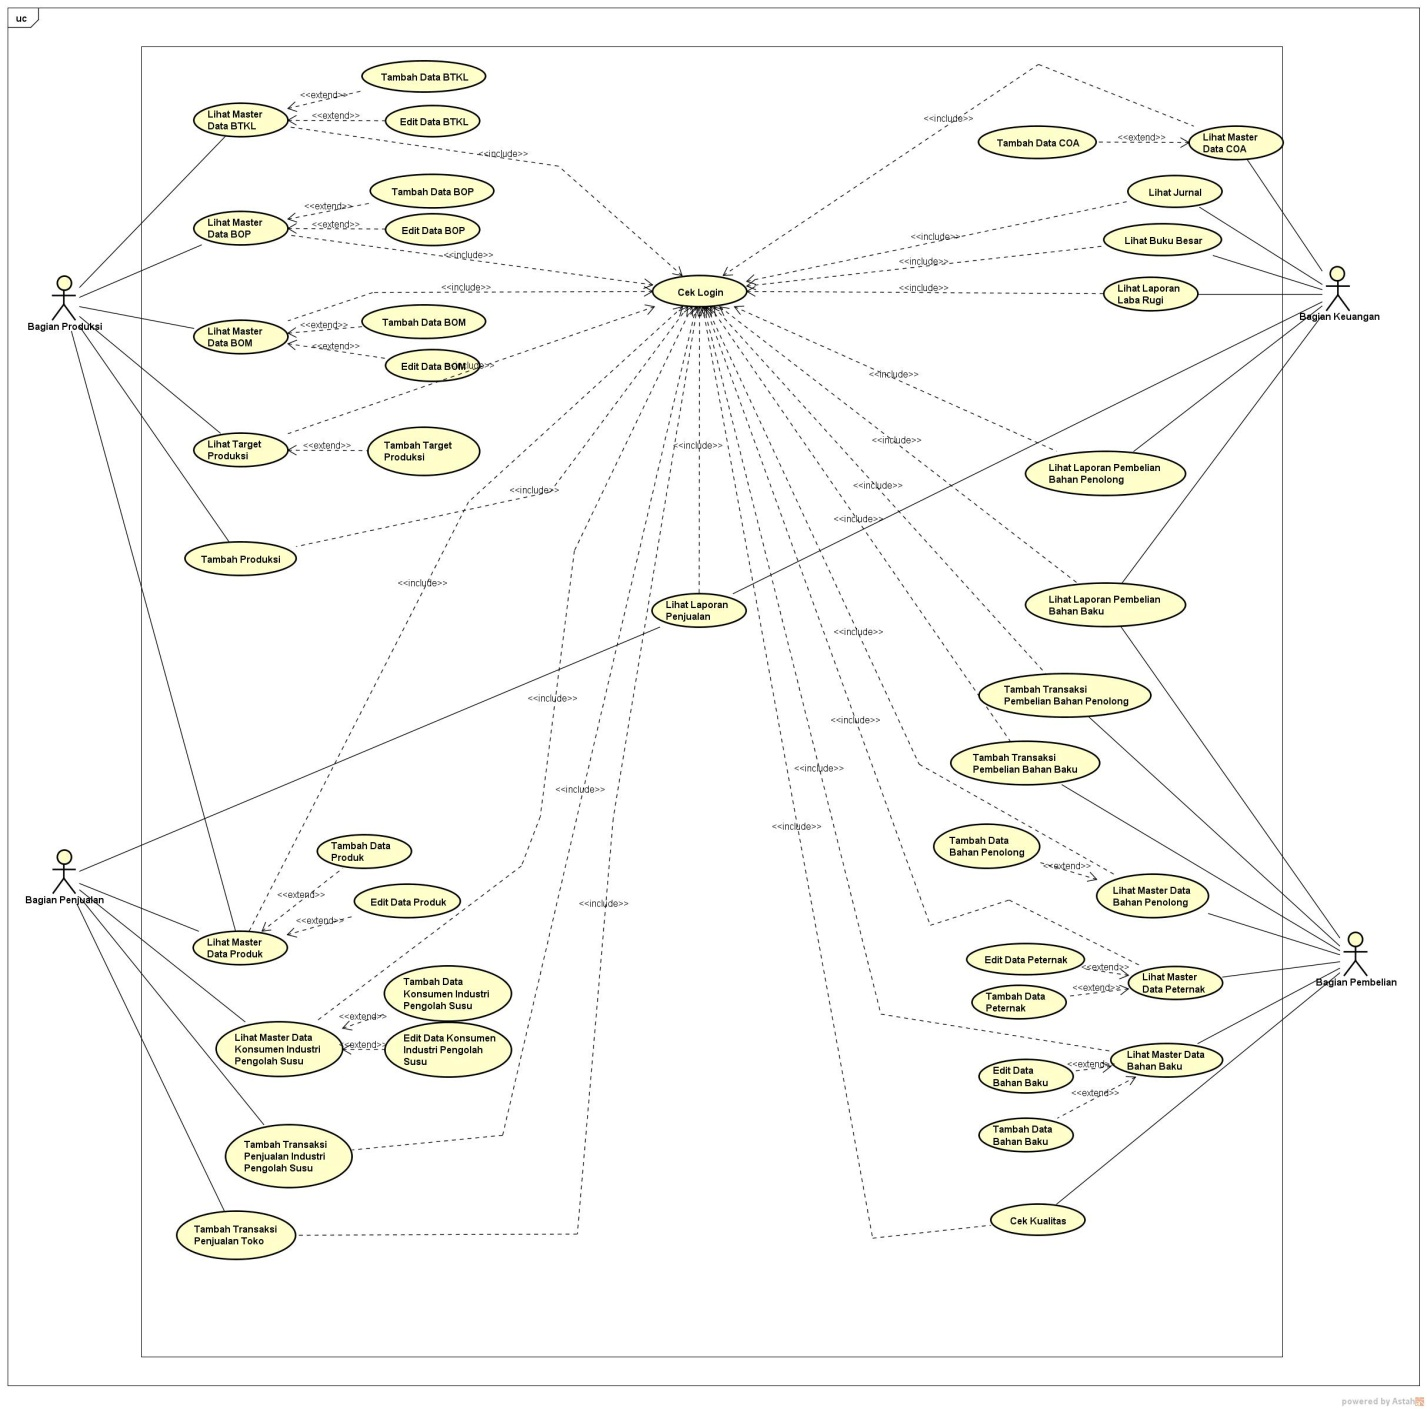 uc
Tambah Data BTKL
<<extend>>
Lihat Master
Data BTKL
<<extend>>
Edit Data BTKL
<<include>>
<<include>>
Tambah Data COA
<<extend>>
Lihat Master
Data COA
Tambah Data BOP
<<extend>>
Lihat Master
Data BOP
<<extend>>
Edit Data BOP
<<include>>
Lihat Jurnal
<<include>>
Lihat Buku Besar
<<include>>
Cek Login
<<include>>
Lihat Laporan
Laba Rugi
<<include>>
Bagian Produksi
Bagian Keuangan
Lihat Master
Data BOM
<<extend>>
Tambah Data BOM
<<extend>>
Edit Data BOM
<<include>>
<<include>>
Lihat Target
Produksi
<<extend>>
Tambah Target
Produksi
<<include>>
<<include>>
Lihat Laporan Pembelian
Bahan Penolong
<<include>>
<<include>>
<<include>>
Tambah Produksi
<<include>>
Lihat Laporan
Penjualan
Lihat Laporan Pembelian
Bahan Baku
<<include>>
<<include>>
Tambah Transaksi
Pembelian Bahan Penolong
<<include>>
Tambah Transaksi
Pembelian Bahan Baku
<<include>>
<<include>>
<<include>>
Tambah Data
Produk
Tambah Data
Bahan Penolong
<<extend>>
Lihat Master Data
Bahan Penolong
Bagian Penjualan
<<extend>>
Edit Data Produk
<<extend>>
<<include>>
Lihat Master
Data Produk
Edit Data Peternak
<<extend>>
Lihat Master
Data Peternak
<<extend>>
Tambah Data
Peternak
Bagian Pembelian
Tambah Data
Konsumen Industri
Pengolah Susu
<<extend>>
Lihat Master Data
Konsumen Industri
Pengolah Susu
<<extend>>
Edit Data Konsumen
Industri Pengolah
Susu
Lihat Master Data
Bahan Baku
<<extend>>
Edit Data
Bahan Baku
<<extend>>
Tambah Data
Bahan Baku
Tambah Transaksi
Penjualan Industri
Pengolah Susu
Tambah Transaksi
Penjualan Toko
Cek Kualitas
powered by Astah